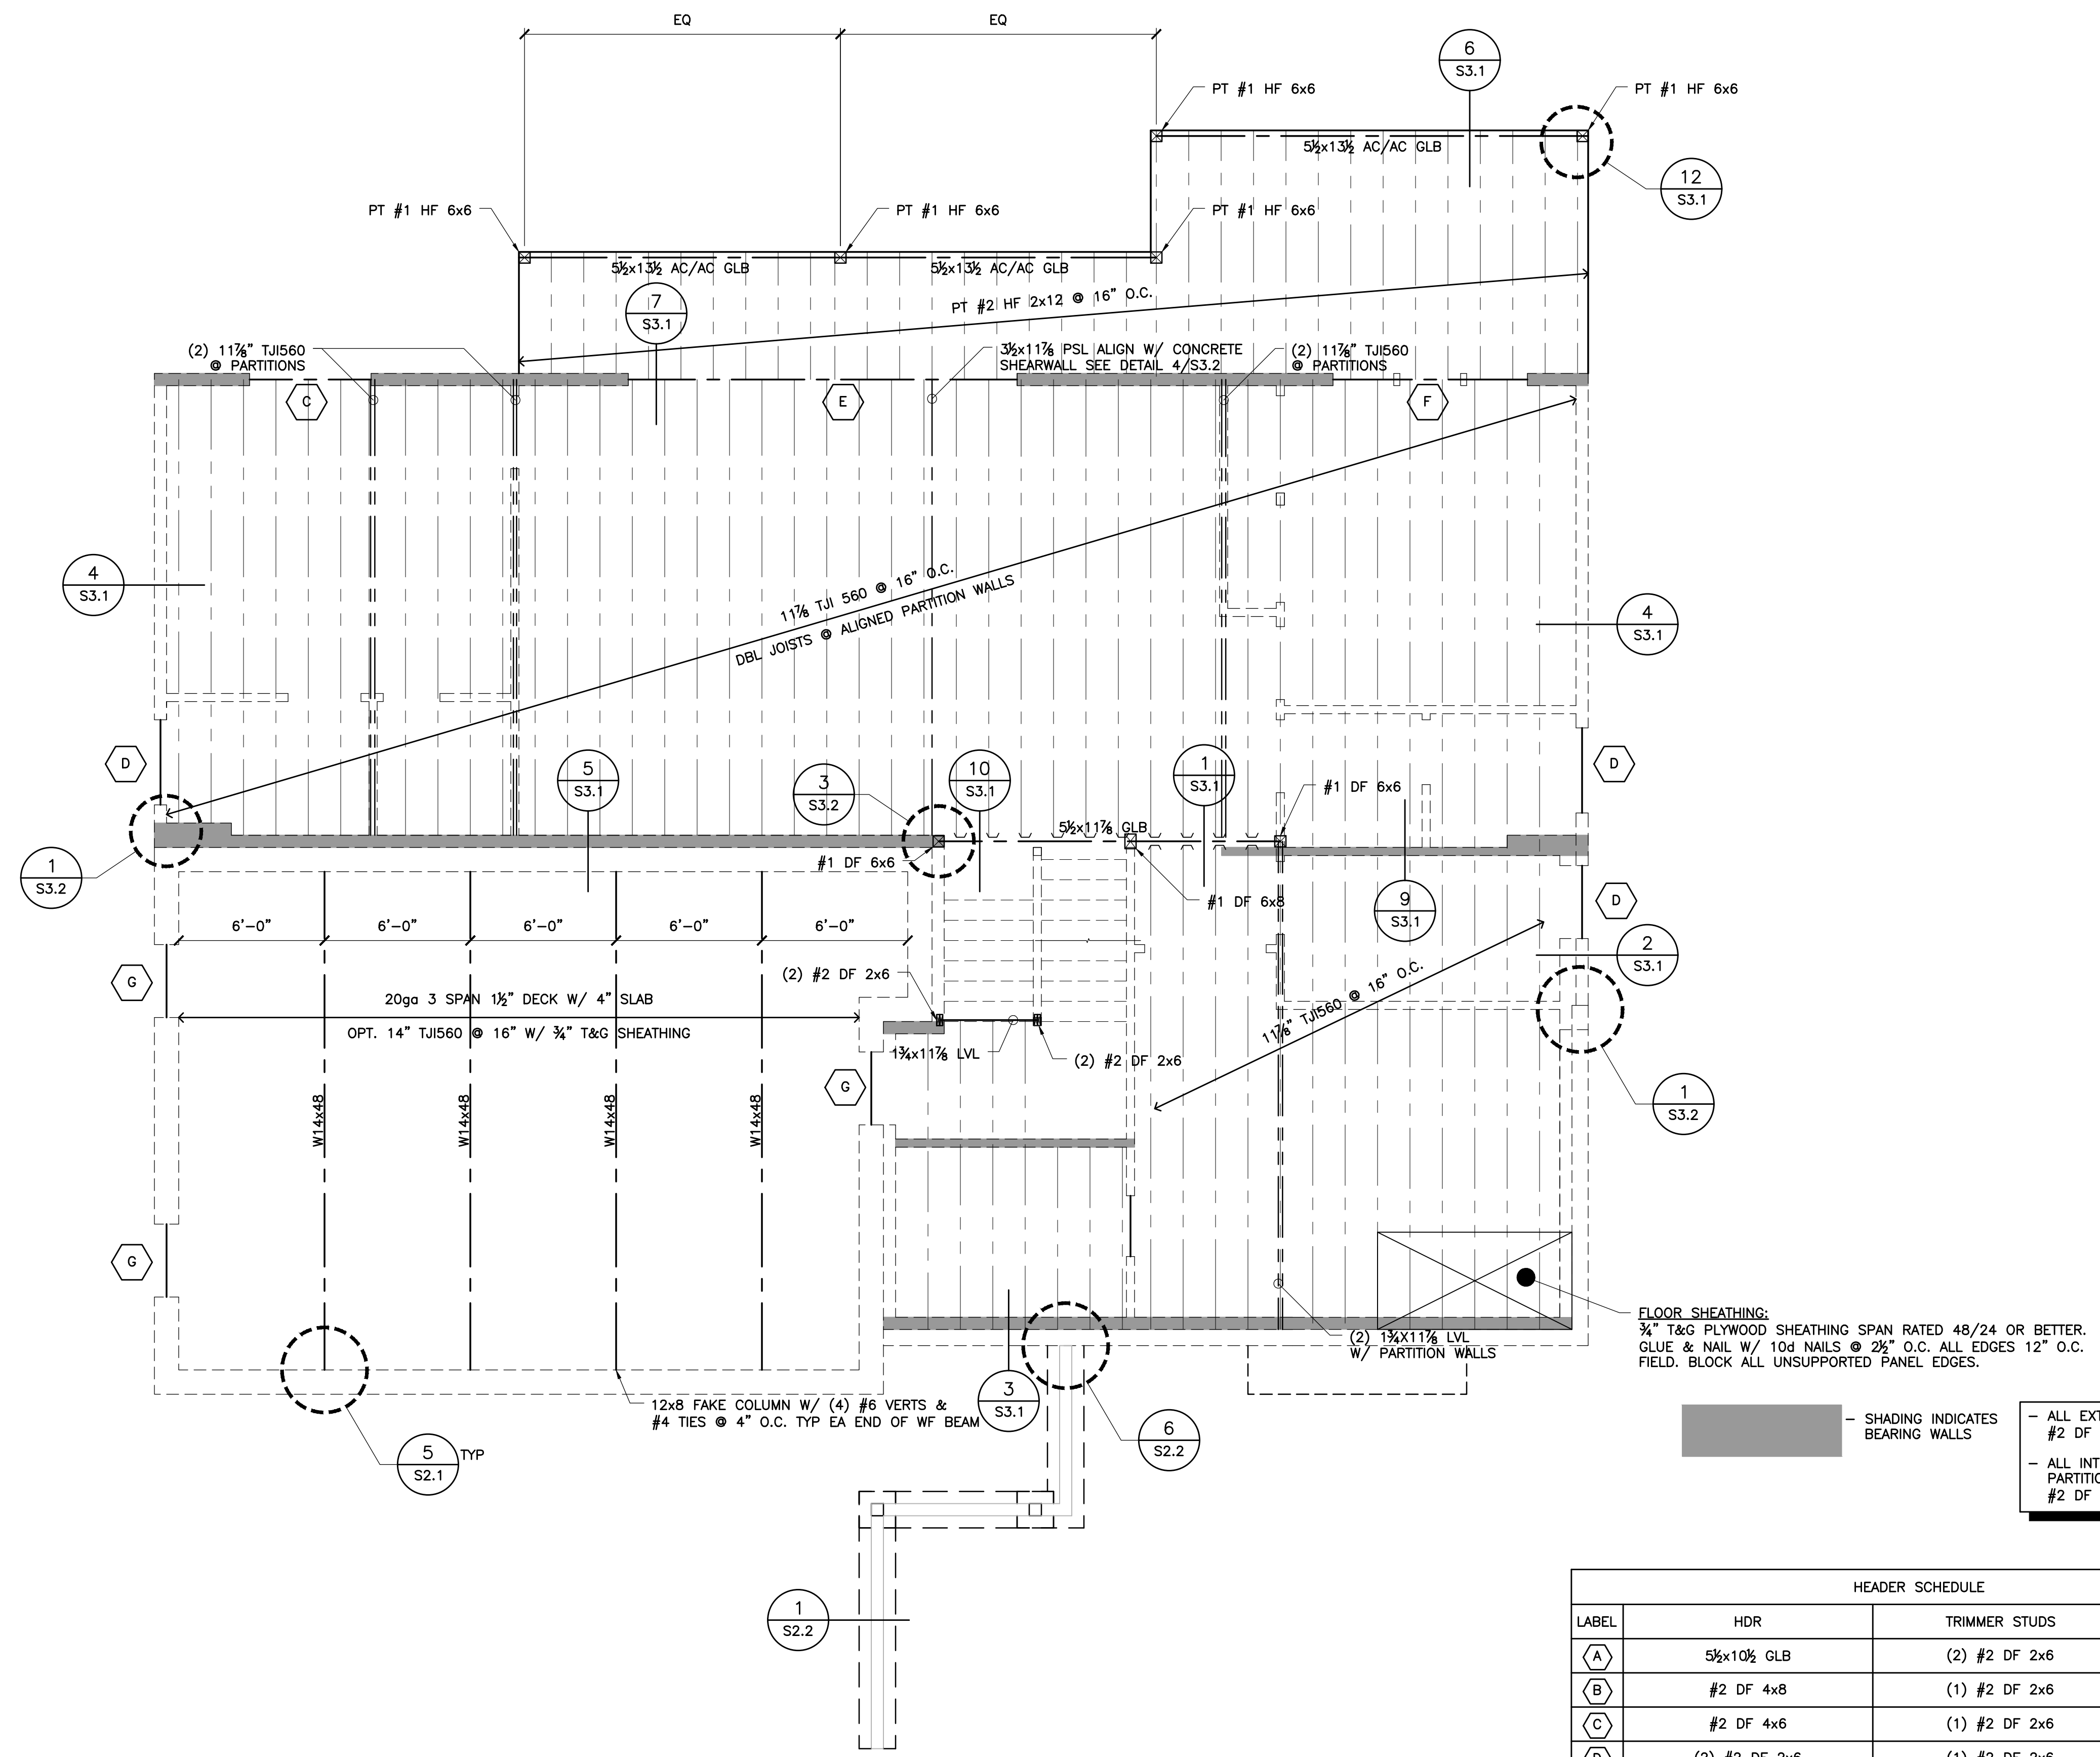 EQ
EQ
6
S3.1
PT #1 HF 6x6
PT #1 HF 6x6
5½x13½ AC/AC GLB
12
S3.1
PT #1 HF 6x6
PT #1 HF 6x6
PT #1 HF 6x6
5½x13½ AC/AC GLB
5½x13½ AC/AC GLB
7
S3.1
PT #2 HF 2x12 @ 16" O.C.
(2) 11⅞" TJI560
@ PARTITIONS
3½x11⅞ PSL ALIGN W/ CONCRETE
SHEARWALL SEE DETAIL 4/S3.2
(2) 11⅞" TJI560
@ PARTITIONS
C
E
F
4
S3.1
11⅞ TJI 560 @ 16" O.C.
DBL JOISTS @ ALIGNED PARTITION WALLS
4
S3.1
D
5
S3.1
3
S3.2
10
S3.1
1
S3.1
#1 DF 6x6
D
5½x11⅞ GLB
1
S3.2
#1 DF 6x6
#1 DF 6x8
9
S3.1
D
6'-0"
6'-0"
6'-0"
6'-0"
6'-0"
2
S3.1
G
(2) #2 DF 2x6
20ga 3 SPAN 1½" DECK W/ 4" SLAB
OPT. 14" TJI560 @ 16" W/ ¾" T&G SHEATHING
11⅞" TJI560 @ 16" O.C.
1¾x11⅞ LVL
(2) #2 DF 2x6
G
W14x48
W14x48
W14x48
W14x48
1
S3.2
G
FLOOR SHEATHING:
¾" T&G PLYWOOD SHEATHING SPAN RATED 48/24 OR BETTER.
GLUE & NAIL W/ 10d NAILS @ 2½" O.C. ALL EDGES 12" O.C.
FIELD. BLOCK ALL UNSUPPORTED PANEL EDGES.
(2) 1¾X11⅞ LVL
W/ PARTITION WALLS
12x8 FAKE COLUMN W/ (4) #6 VERTS &
#4 TIES @ 4" O.C. TYP EA END OF WF BEAM
3
S3.1
6
S2.2
5
S2.1
TYP
— SHADING INDICATES
BEARING WALLS
— ALL EXT
#2 DF
— ALL INT
#2 DF
1
S2.2
HEADER SCHEDULE
LABEL HDR TRIMMER STUDS
A 5½x10½ GLB (2) #2 DF 2x6
B #2 DF 4x8 (1) #2 DF 2x6
C #2 DF 4x6 (1) #2 DF 2x6